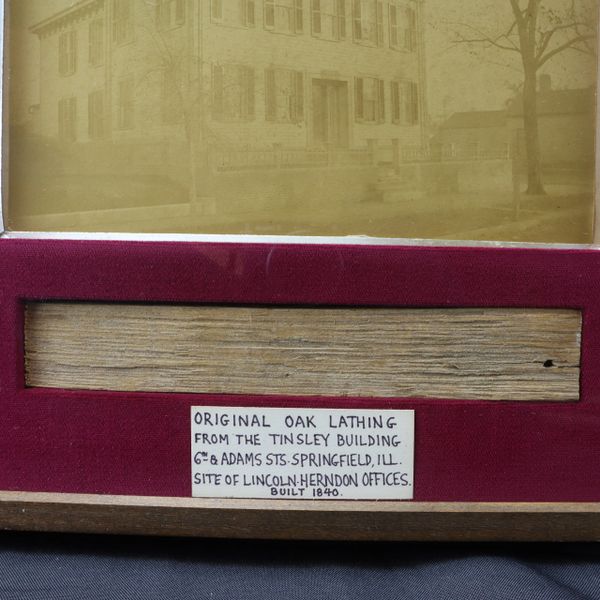 ORIGINAL OAK LATHING
FROM THE TINSLEY BUILDING
6TH & ADAMS STS. SPRINGFIELD, ILL.
SITE OF LINCOLN-HERNDON OFFICES.
BUILT 1840.